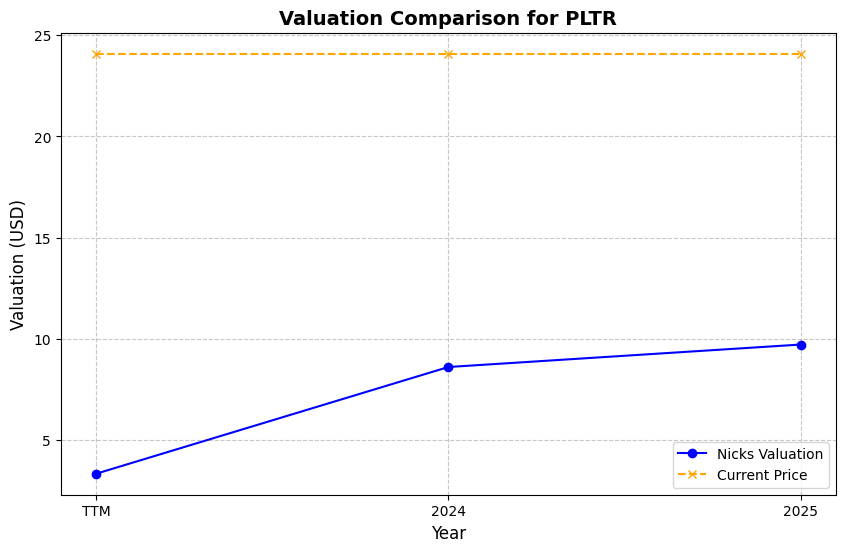 Valuation Comparison for PLTR
25
20
15
10
5
Valuation (USD)
TTM
2024
2025
Year
Nicks Valuation
Current Price